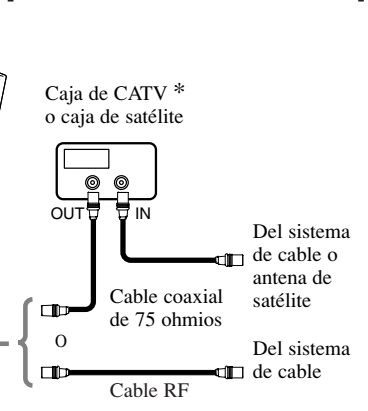 Caja de CATV *
o caja de satélite
OUT
IN
Del sistema
de cable o
antena de
satélite
Cable coaxial
de 75 ohmios
O
Del sistema
de cable
Cable RF